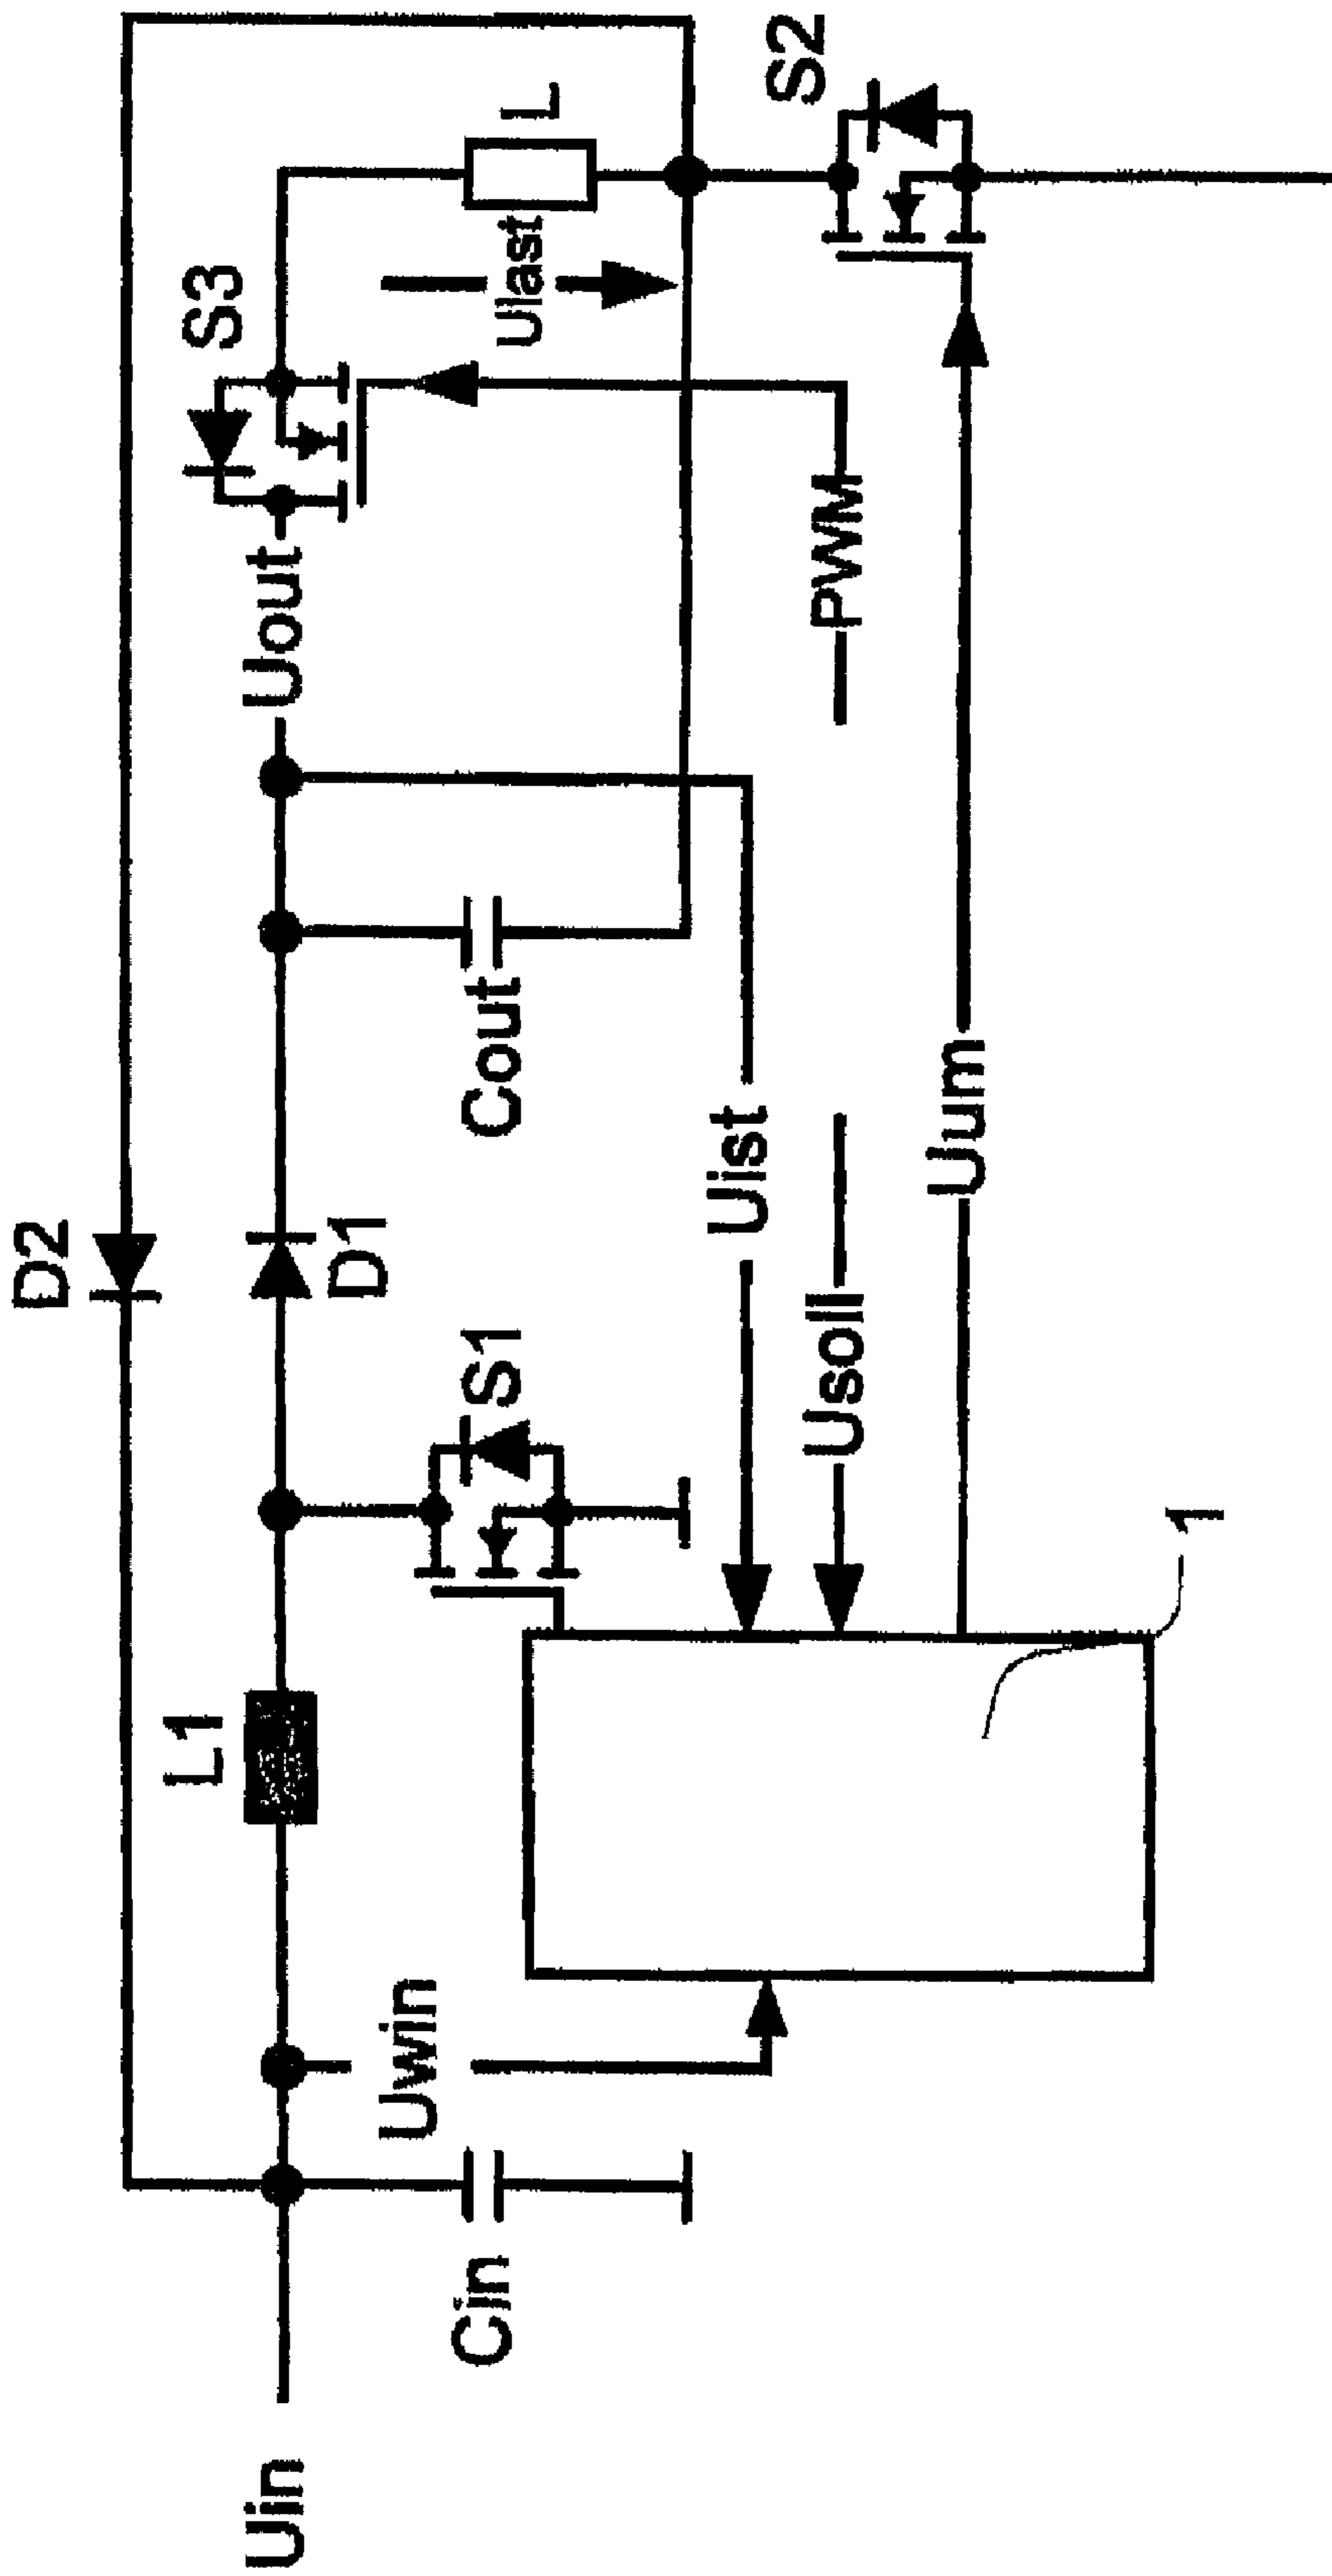 D2
L1
D1
S3
Uin
Uout
S1
Cin
Uwin
Cout
Ulast
L
Uist
PWM
S2
Usoll
Uum
1